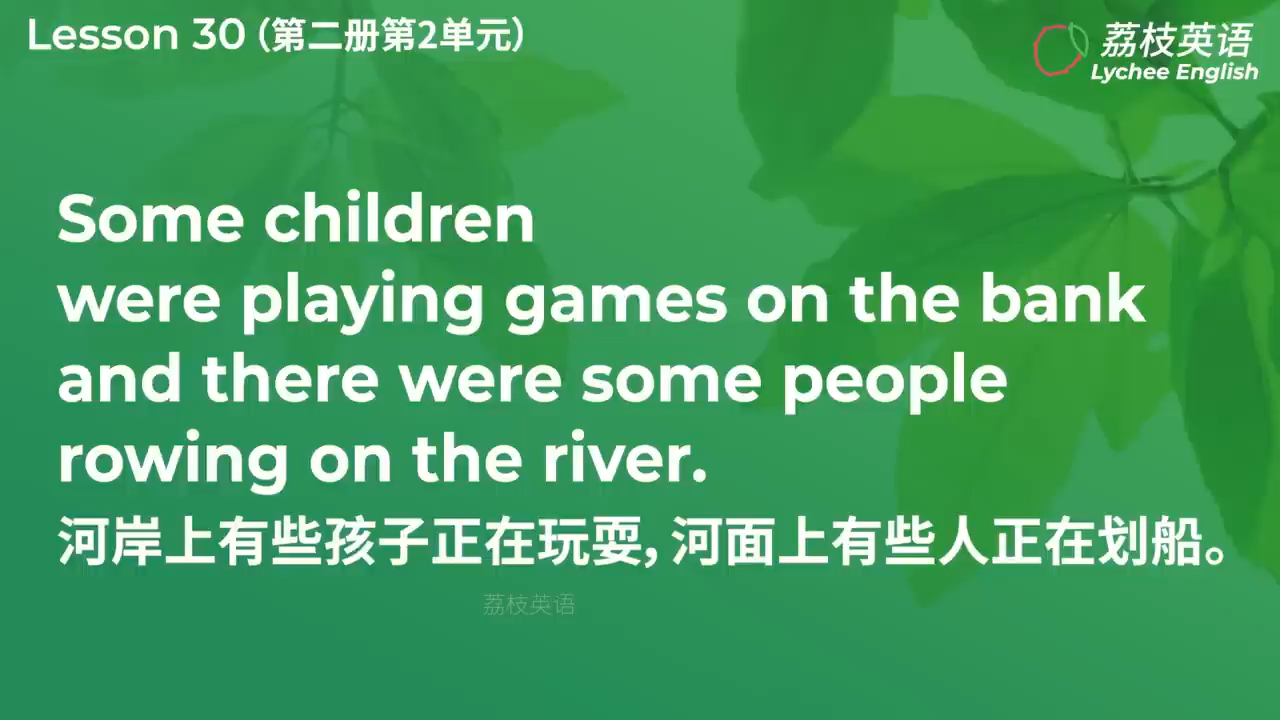 Lesson 30（第二册第2单元）
荔枝英语
Lychee English
Some children
were playing games on the bank
and there were some people
rowing on the river.
河岸上有些孩子正在玩耍，河面上有些人正在划船。
荔枝英语